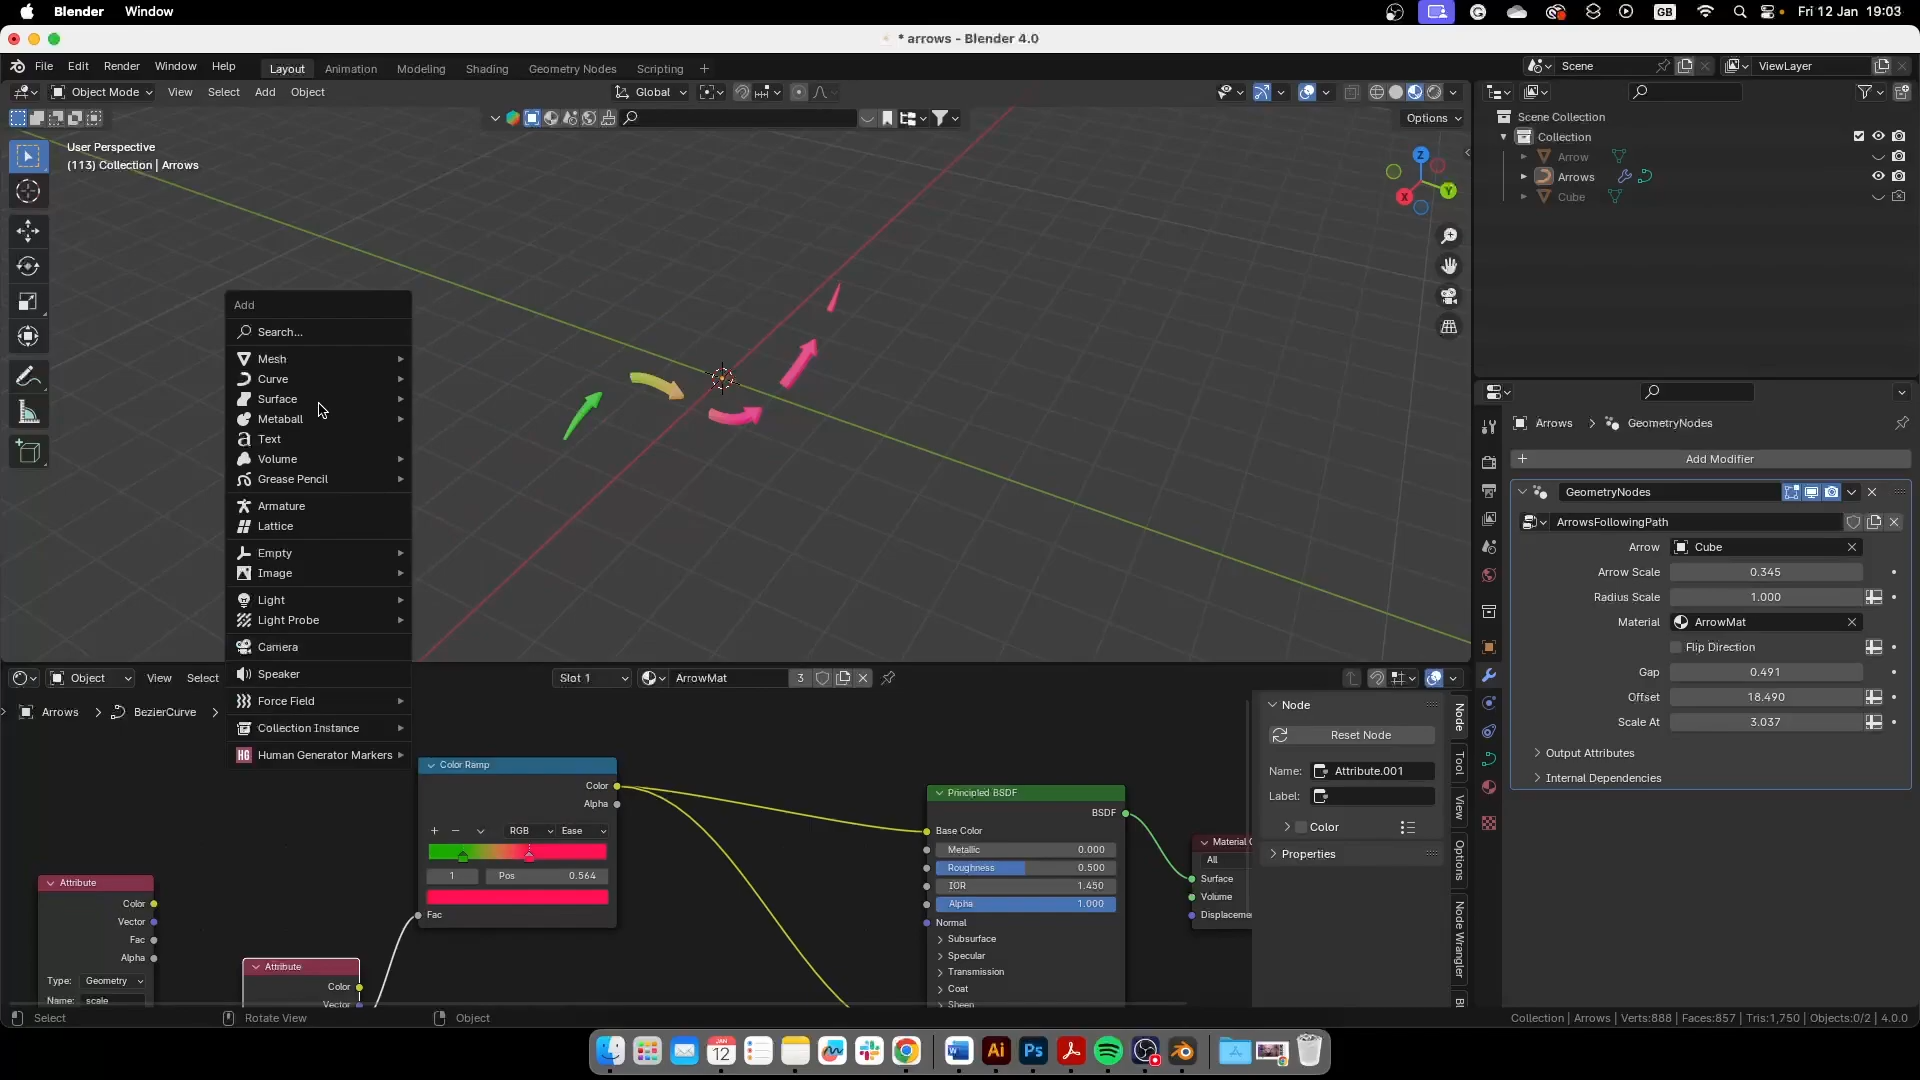 Blender Window
GB
Fri 12 Jan 19:03
* arrows - Blender 4.0
File Edit Render Window Help
Layout Animation Modeling Shading Geometry Nodes Scripting +
Scene
ViewLayer
Object Mode View Select Add Object
Global
Options
User Perspective
(113) Collection | Arrows
Z
Y
X
Add
Search...
Mesh
Curve
Surface
Metaball
Text
Volume
Grease Pencil
Armature
Lattice
Empty
Image
Light
Light Probe
Camera
Speaker
Force Field
Collection Instance
HG Human Generator Markers
Scene Collection
Collection
Arrow
Arrows
Cube
Arrows > GeometryNodes
+ Add Modifier
GeometryNodes
ArrowsFollowingPath
Arrow Cube
Arrow Scale 0.345
Radius Scale 1.000
Material ArrowMat
Flip Direction
Gap 0.491
Offset 18.490
Scale At 3.037
Output Attributes
Internal Dependencies
Object View Select
Slot 1 ArrowMat 3
Arrows > BezierCurve >
Color Ramp
Color
Alpha
+ − RGB Ease
1 Pos 0.564
Fac
Attribute
Color
Vector
Fac
Alpha
Type: Geometry
Name: scale
Attribute
Color
Vector
Principled BSDF
BSDF
Base Color
Metallic 0.000
Roughness 0.500
IOR 1.450
Alpha 1.000
Normal
Subsurface
Specular
Transmission
Coat
Sheen
Material
All
Surface
Volume
Displaceme
Node
Reset Node
Name: Attribute.001
Label:
Color
Properties
Node
Tool
View
Options
Node Wrangler
Select Rotate View Object
Collection | Arrows | Verts:888 | Faces:857 | Tris:1,750 | Objects:0/2 | 4.0.0
JAN
12
W
Ai
Ps